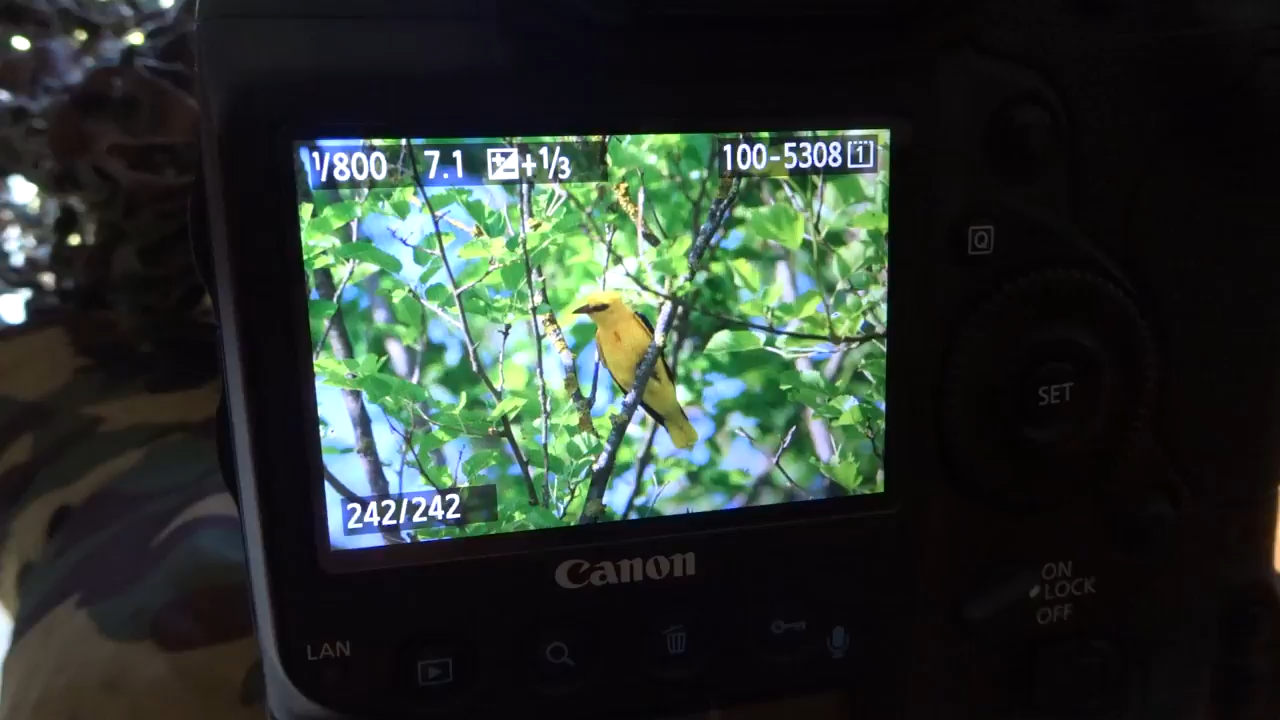 1/800 7.1 +1/3 100-5308 1
Q
SET
242/242
Canon
ON
LOCK
OFF
LAN